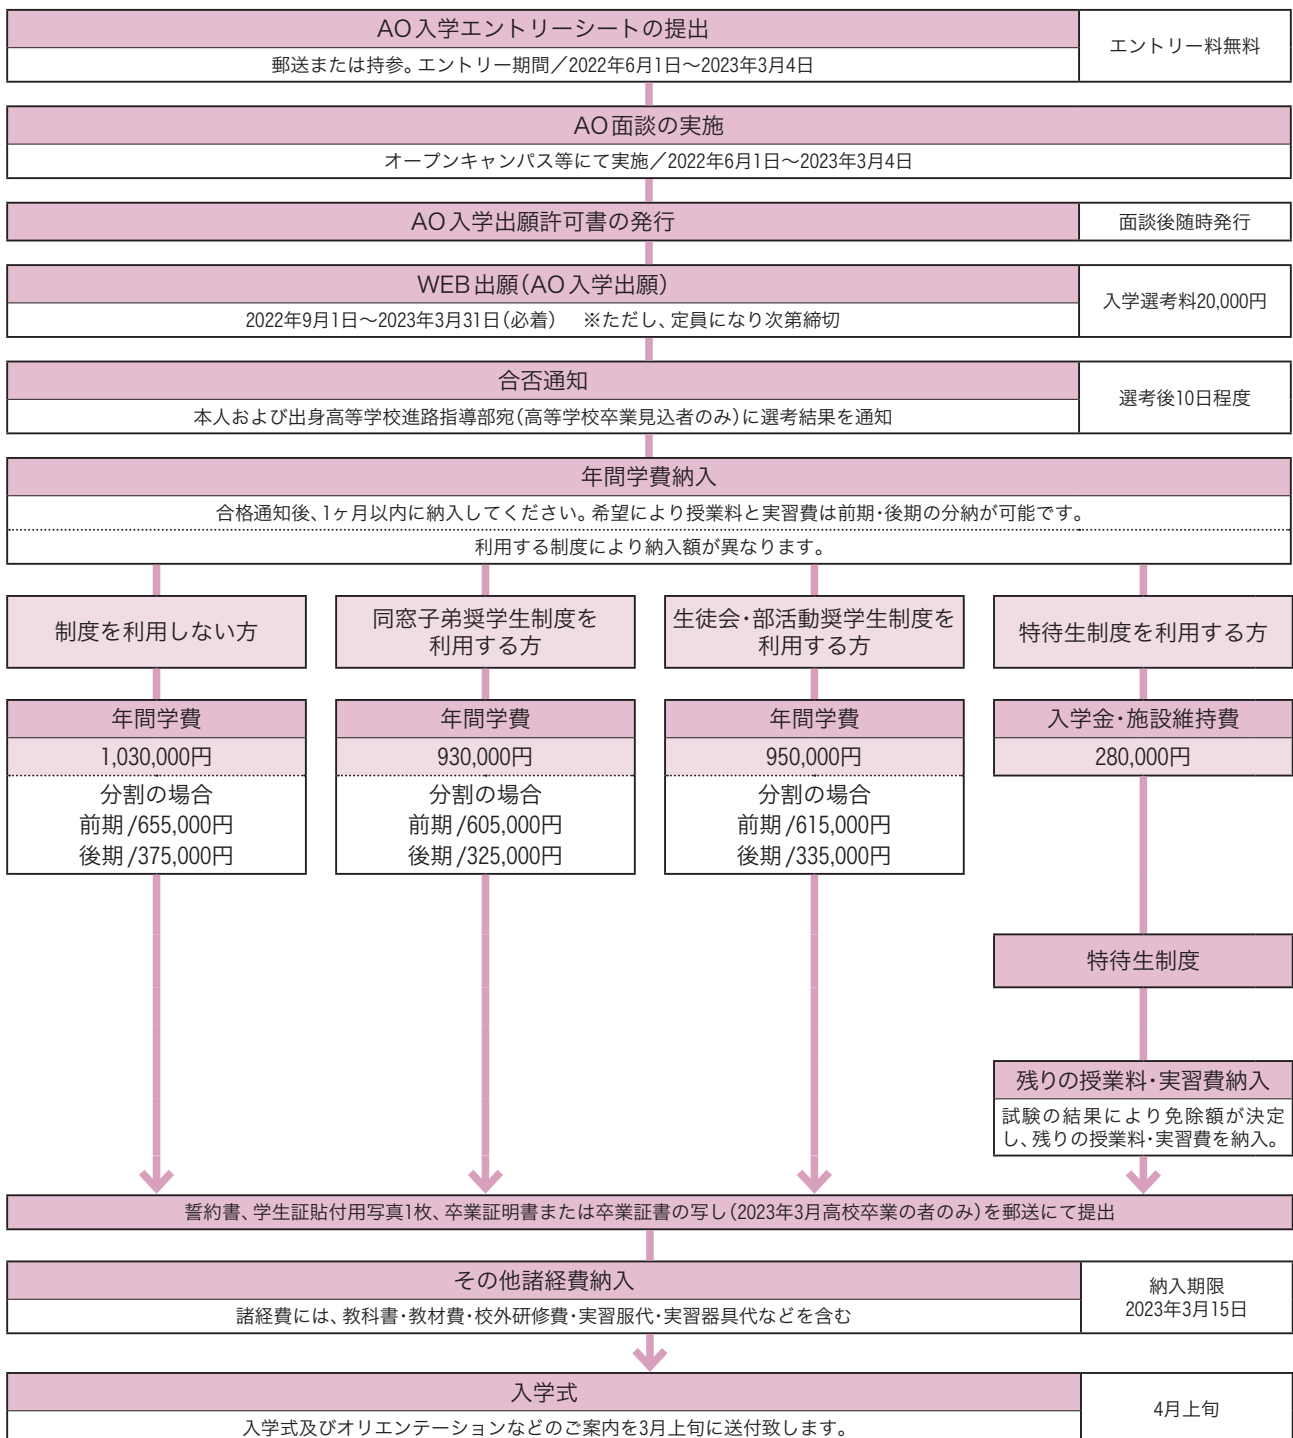 AO入学エントリーシートの提出
エントリー料無料
郵送または持参。エントリー期間／2022年6月1日～2023年3月4日
AO面談の実施
オープンキャンパス等にて実施／2022年6月1日～2023年3月4日
AO入学出願許可書の発行
面談後随時発行
WEB出願（AO入学出願）
入学選考料20,000円
2022年9月1日～2023年3月31日（必着）　※ただし、定員になり次第締切
合否通知
選考後10日程度
本人および出身高等学校進路指導部宛（高等学校卒業見込者のみ）に選考結果を通知
年間学費納入
合格通知後、1ヶ月以内に納入してください。希望により授業料と実習費は前期・後期の分納が可能です。
利用する制度により納入額が異なります。
制度を利用しない方
年間学費
1,030,000円
分割の場合
前期/655,000円
後期/375,000円
同窓子弟奨学生制度を
利用する方
年間学費
930,000円
分割の場合
前期/605,000円
後期/325,000円
生徒会・部活動奨学生制度を
利用する方
年間学費
950,000円
分割の場合
前期/615,000円
後期/335,000円
特待生制度を利用する方
入学金・施設維持費
280,000円
特待生制度
残りの授業料・実習費納入
試験の結果により免除額が決定
し、残りの授業料・実習費を納入。
誓約書、学生証貼付用写真1枚、卒業証明書または卒業証書の写し（2023年3月高校卒業の者のみ）を郵送にて提出
その他諸経費納入
諸経費には、教科書・教材費・校外研修費・実習服代・実習器具代などを含む
納入期限
2023年3月15日
入学式
4月上旬
入学式及びオリエンテーションなどのご案内を3月上旬に送付致します。